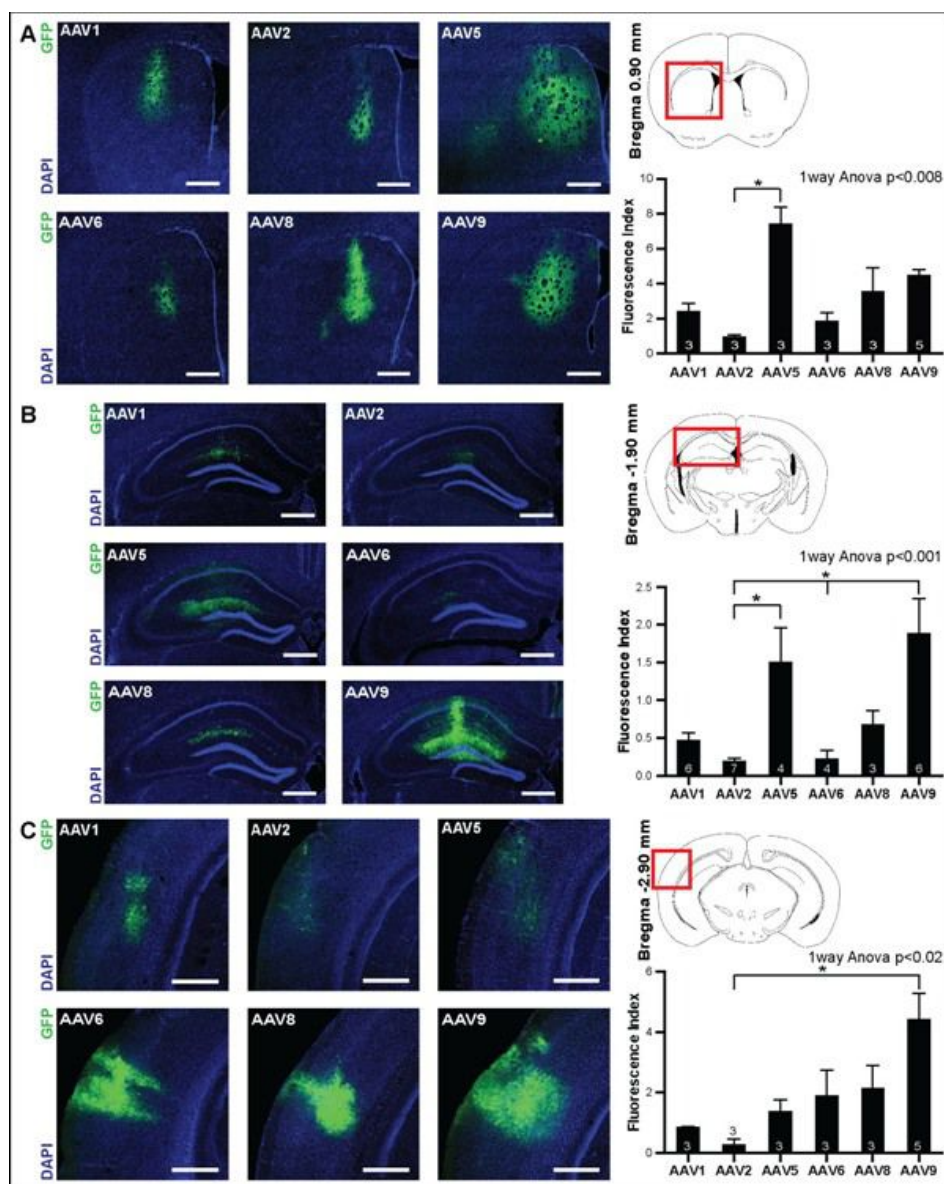 A
GFP
DAPI
AAV1
AAV2
AAV5
GFP
DAPI
AAV6
AAV8
AAV9
Bregma 0.90 mm
1way Anova p<0.008
*
Fluorescence Index
10
8
6
4
2
0
3
3
3
3
3
5
AAV1 AAV2 AAV5 AAV6 AAV8 AAV9
B
GFP
DAPI
AAV1
AAV2
GFP
DAPI
AAV5
AAV6
GFP
DAPI
AAV8
AAV9
Bregma -1.90 mm
1way Anova p<0.001
*
*
Fluorescence Index
2.5
2.0
1.5
1.0
0.5
0.0
6
7
4
4
3
6
AAV1 AAV2 AAV5 AAV6 AAV8 AAV9
C
GFP
DAPI
AAV1
AAV2
AAV5
GFP
DAPI
AAV6
AAV8
AAV9
Bregma -2.90 mm
1way Anova p<0.02
*
Fluorescence Index
6
4
2
0
3
3
3
3
3
5
AAV1 AAV2 AAV5 AAV6 AAV8 AAV9